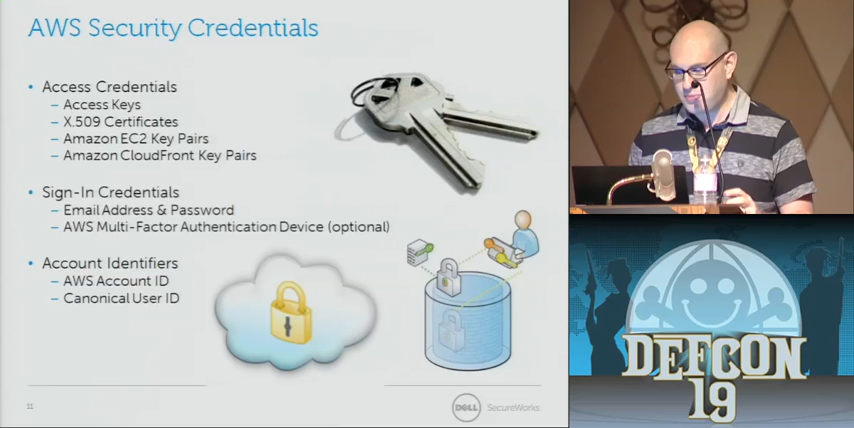 AWS Security Credentials
• Access Credentials
– Access Keys
– X.509 Certificates
– Amazon EC2 Key Pairs
– Amazon CloudFront Key Pairs
• Sign-In Credentials
– Email Address & Password
– AWS Multi-Factor Authentication Device (optional)
• Account Identifiers
– AWS Account ID
– Canonical User ID
11
DELL SecureWorks
DEFCON
19